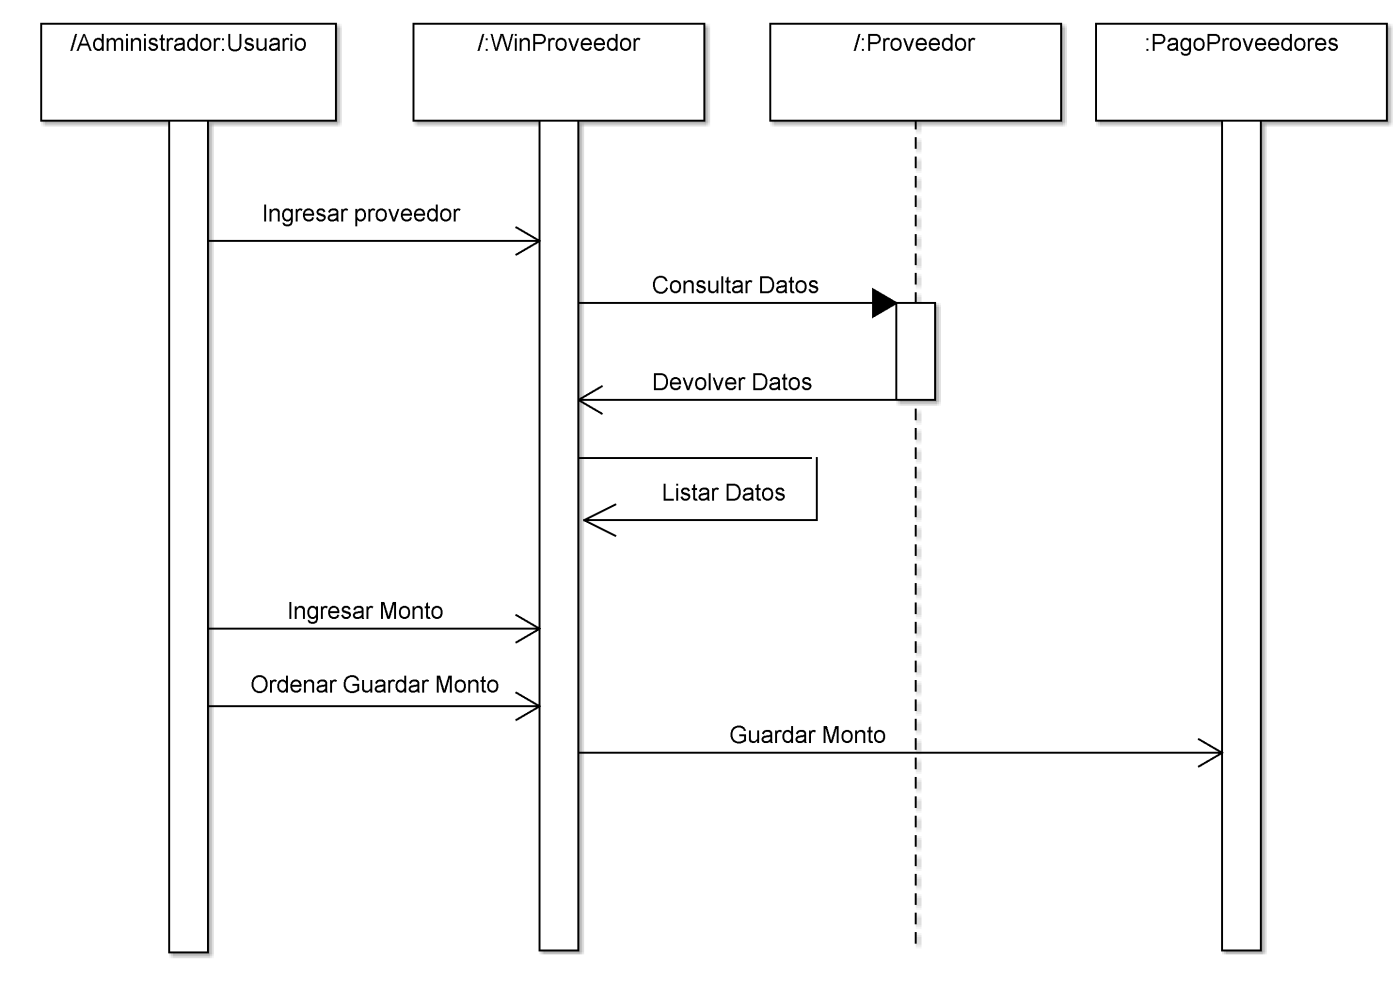 /Administrador:Usuario
/:WinProveedor
/:Proveedor
:PagoProveedores
Ingresar proveedor
Consultar Datos
Devolver Datos
Listar Datos
Ingresar Monto
Ordenar Guardar Monto
Guardar Monto